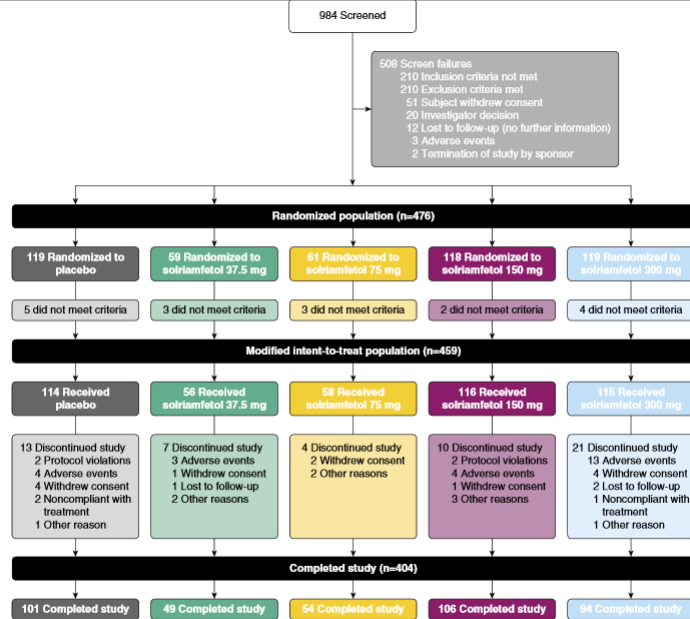 984 Screened
508 Screen failures
210 Inclusion criteria not met
210 Exclusion criteria met
51 Subject withdrew consent
20 Investigator decision
12 Lost to follow-up (no further information)
3 Adverse events
2 Termination of study by sponsor
Randomized population (n=476)
119 Randomized to
placebo
59 Randomized to
solriamfetol 37.5 mg
61 Randomized to
solriamfetol 75 mg
118 Randomized to
solriamfetol 150 mg
119 Randomized to
solriamfetol 300 mg
5 did not meet criteria
3 did not meet criteria
3 did not meet criteria
2 did not meet criteria
4 did not meet criteria
Modified intent-to-treat population (n=459)
114 Received
placebo
56 Received
solriamfetol 37.5 mg
58 Received
solriamfetol 75 mg
116 Received
solriamfetol 150 mg
115 Received
solriamfetol 300 mg
13 Discontinued study
2 Protocol violations
4 Adverse events
4 Withdrew consent
2 Noncompliant with
treatment
1 Other reason
7 Discontinued study
3 Adverse events
1 Withdrew consent
1 Lost to follow-up
2 Other reasons
4 Discontinued study
2 Withdrew consent
2 Other reasons
10 Discontinued study
2 Protocol violations
4 Adverse events
1 Withdrew consent
3 Other reasons
21 Discontinued study
13 Adverse events
4 Withdrew consent
2 Lost to follow-up
1 Noncompliant with
treatment
1 Other reason
Completed study (n=404)
101 Completed study
49 Completed study
54 Completed study
106 Completed study
94 Completed study